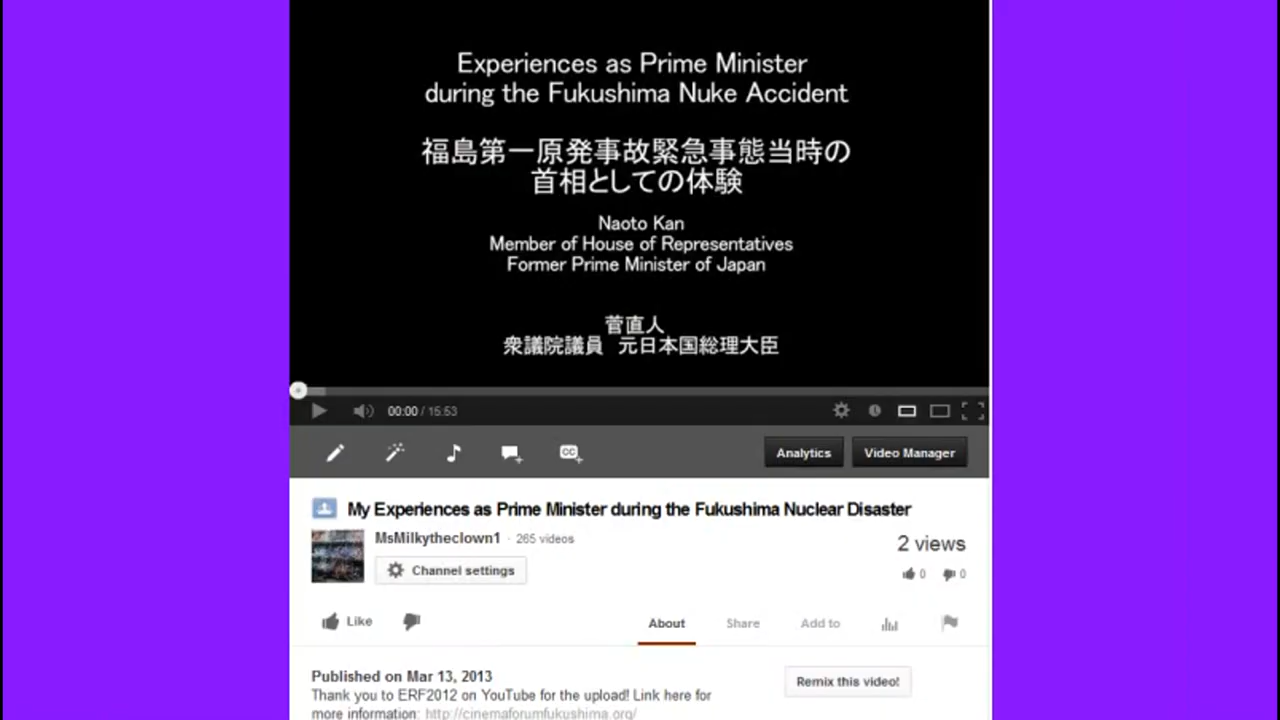 Experiences as Prime Minister
during the Fukushima Nuke Accident
福島第一原発事故緊急事態当時の
首相としての体験
Naoto Kan
Member of House of Representatives
Former Prime Minister of Japan
菅直人
衆議院議員 元日本国総理大臣
00:00 / 15:53
CC
Analytics
Video Manager
My Experiences as Prime Minister during the Fukushima Nuclear Disaster
MsMilkytheclown1 · 265 videos
2 views
Channel settings
0 0
Like
About Share Add to
Published on Mar 13, 2013
Remix this video!
Thank you to ERF2012 on YouTube for the upload! Link here for
more information: http://cinemaforumfukushima.org/